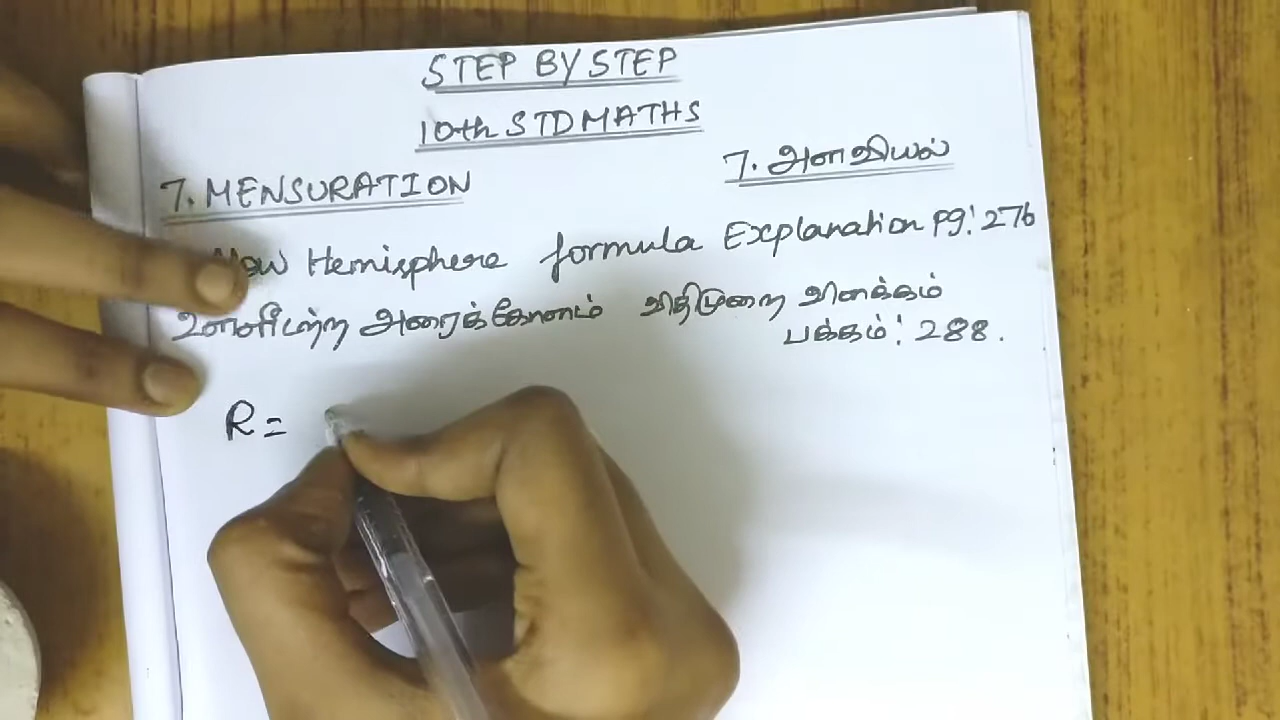 STEP BY STEP
10th STD MATHS
7. MENSURATION
7. அளவியல்
Hemisphere formula Explanation pg: 276
உள்ளீடற்ற அரைக்கோளம் விதிமுறை விளக்கம்
பக்கம்: 288.
R =